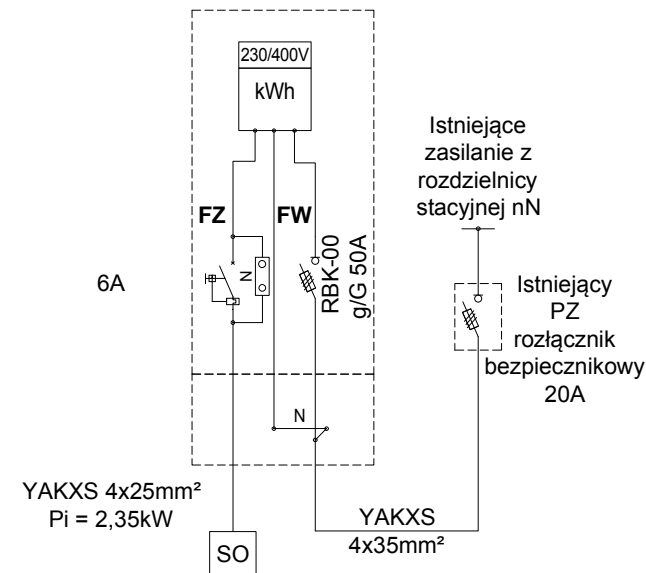 230/400V
kWh
Istniejące
zasilanie z
rozdzielnicy
stacyjnej nN
FZ
FW
RBK-00
g/G 50A
6A
N
Istniejący
PZ
rozłącznik
bezpiecznikowy
20A
N
YAKXS 4x25mm²
Pi = 2,35kW
YAKXS
4x35mm²
SO